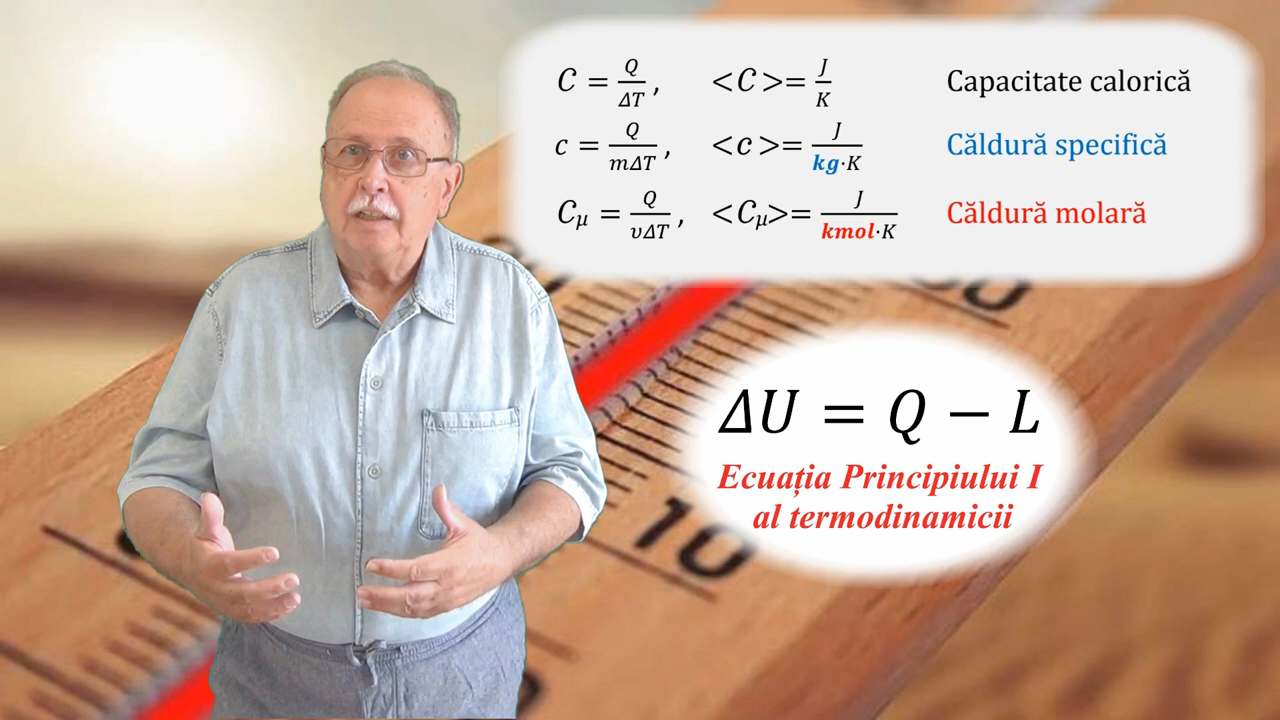 C = Q/ΔT, <C>= J/K Capacitate calorică
c = Q/mΔT, <c>= J/kg·K Căldură specifică
Cμ = Q/υΔT, <Cμ>= J/kmol·K Căldură molară
ΔU = Q − L
Ecuația Principiului I
al termodinamicii
10